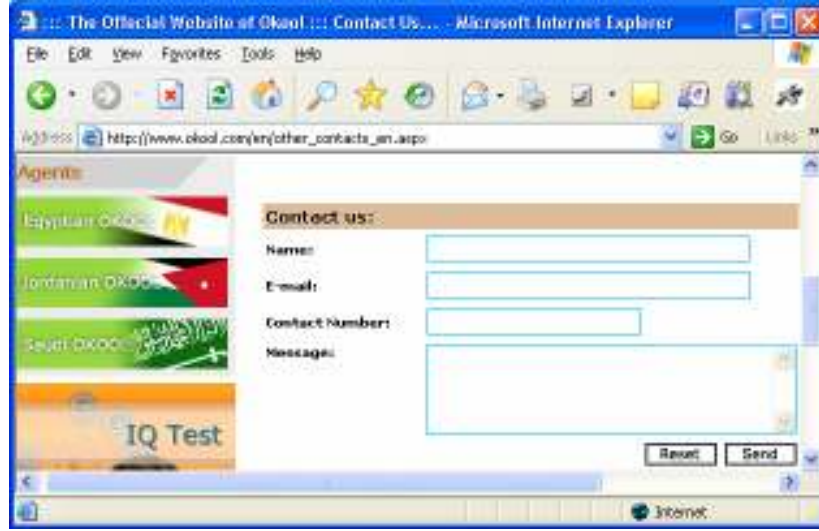 ::: The Offecial Website of Okool ::: Contact Us... - Microsoft Internet Explorer
File Edit View Favorites Tools Help
Address http://www.okool.com/en/other_contacts_en.aspx Go Links
Agents
Egyptian OKOOL
Jordanian OKOOL
Saudi OKOOL
IQ Test
Contact us:
Name:
E-mail:
Contact Number:
Message:
Reset Send
Internet